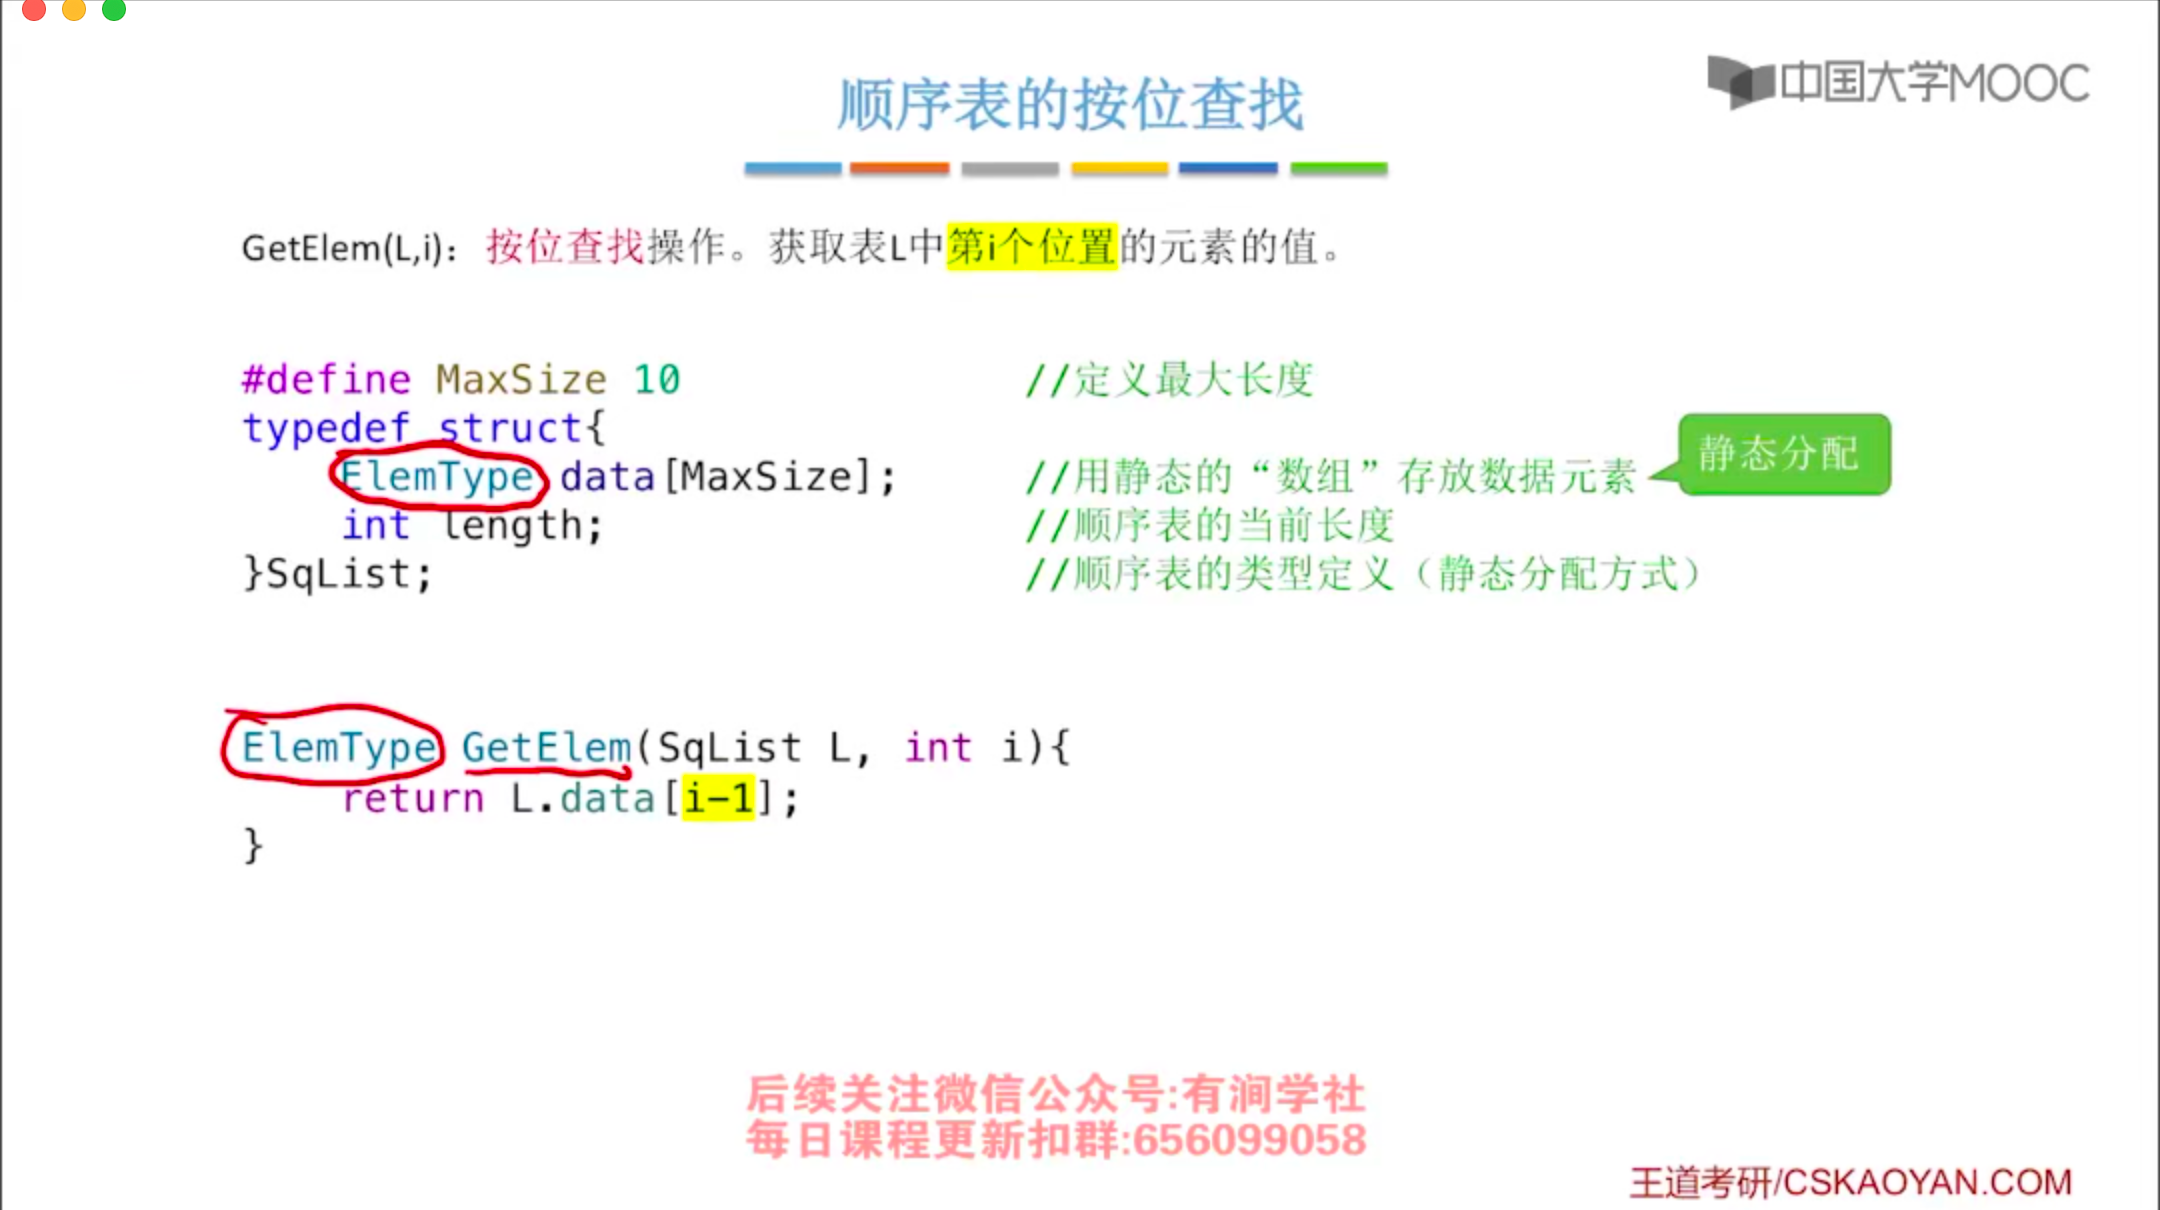 中国大学MOOC
顺序表的按位查找
GetElem(L,i)：按位查找操作。获取表L中第i个位置的元素的值。
#define MaxSize 10 //定义最大长度
typedef struct{
ElemType data[MaxSize]; //用静态的“数组”存放数据元素 静态分配
int length; //顺序表的当前长度
}SqList; //顺序表的类型定义（静态分配方式）
ElemType GetElem(SqList L, int i){
return L.data[i-1];
}
后续关注微信公众号:有涧学社
每日课程更新扣群:656099058
王道考研/CSKAOYAN.COM